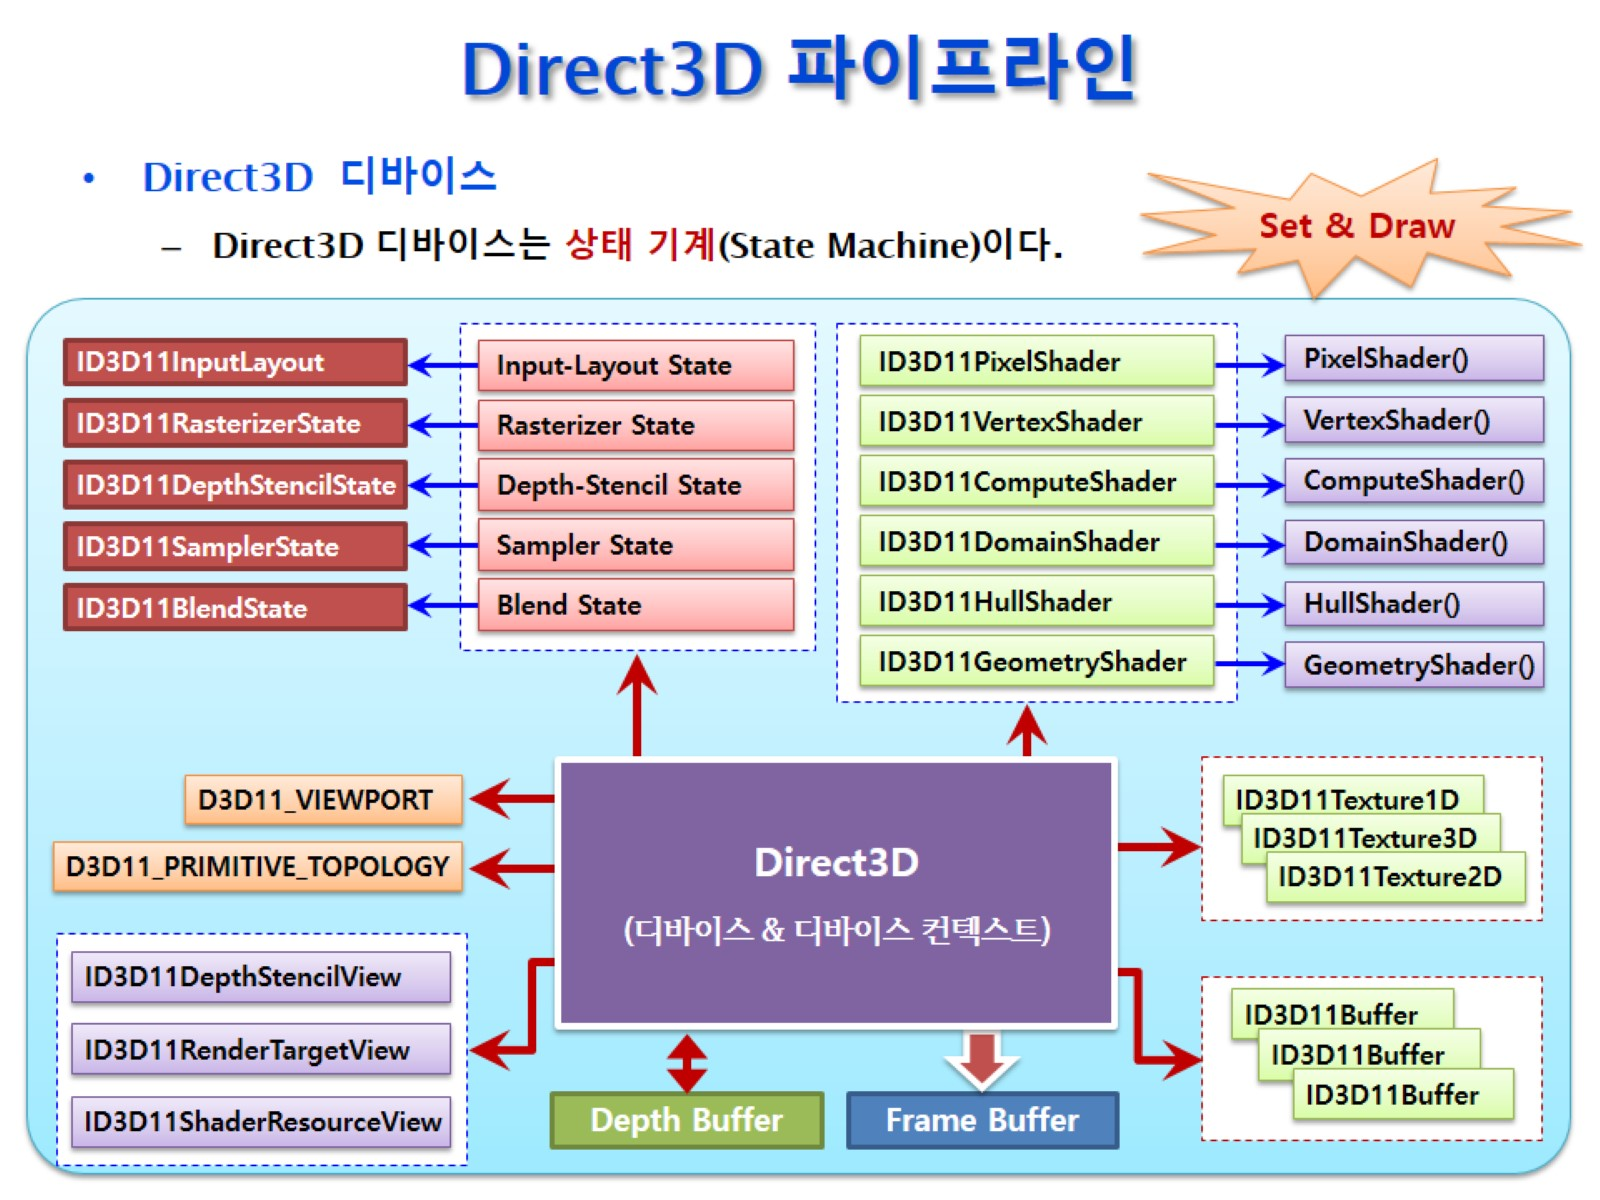 Direct3D 파이프라인
• Direct3D 디바이스
– Direct3D 디바이스는 상태 기계(State Machine)이다.
Set & Draw
ID3D11InputLayout
ID3D11RasterizerState
ID3D11DepthStencilState
ID3D11SamplerState
ID3D11BlendState
Input-Layout State
Rasterizer State
Depth-Stencil State
Sampler State
Blend State
ID3D11PixelShader
ID3D11VertexShader
ID3D11ComputeShader
ID3D11DomainShader
ID3D11HullShader
ID3D11GeometryShader
PixelShader()
VertexShader()
ComputeShader()
DomainShader()
HullShader()
GeometryShader()
D3D11_VIEWPORT
D3D11_PRIMITIVE_TOPOLOGY
ID3D11DepthStencilView
ID3D11RenderTargetView
ID3D11ShaderResourceView
Direct3D
(디바이스 & 디바이스 컨텍스트)
Depth Buffer
Frame Buffer
ID3D11Texture1D
ID3D11Texture3D
ID3D11Texture2D
ID3D11Buffer
ID3D11Buffer
ID3D11Buffer